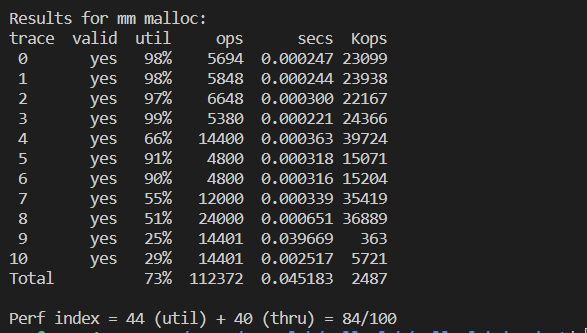 Results for mm malloc:
trace valid util ops secs Kops
0 yes 98% 5694 0.000247 23099
1 yes 98% 5848 0.000244 23938
2 yes 97% 6648 0.000300 22167
3 yes 99% 5380 0.000221 24366
4 yes 66% 14400 0.000363 39724
5 yes 91% 4800 0.000318 15071
6 yes 90% 4800 0.000316 15204
7 yes 55% 12000 0.000339 35419
8 yes 51% 24000 0.000651 36889
9 yes 25% 14401 0.039669 363
10 yes 29% 14401 0.002517 5721
Total 73% 112372 0.045183 2487
Perf index = 44 (util) + 40 (thru) = 84/100